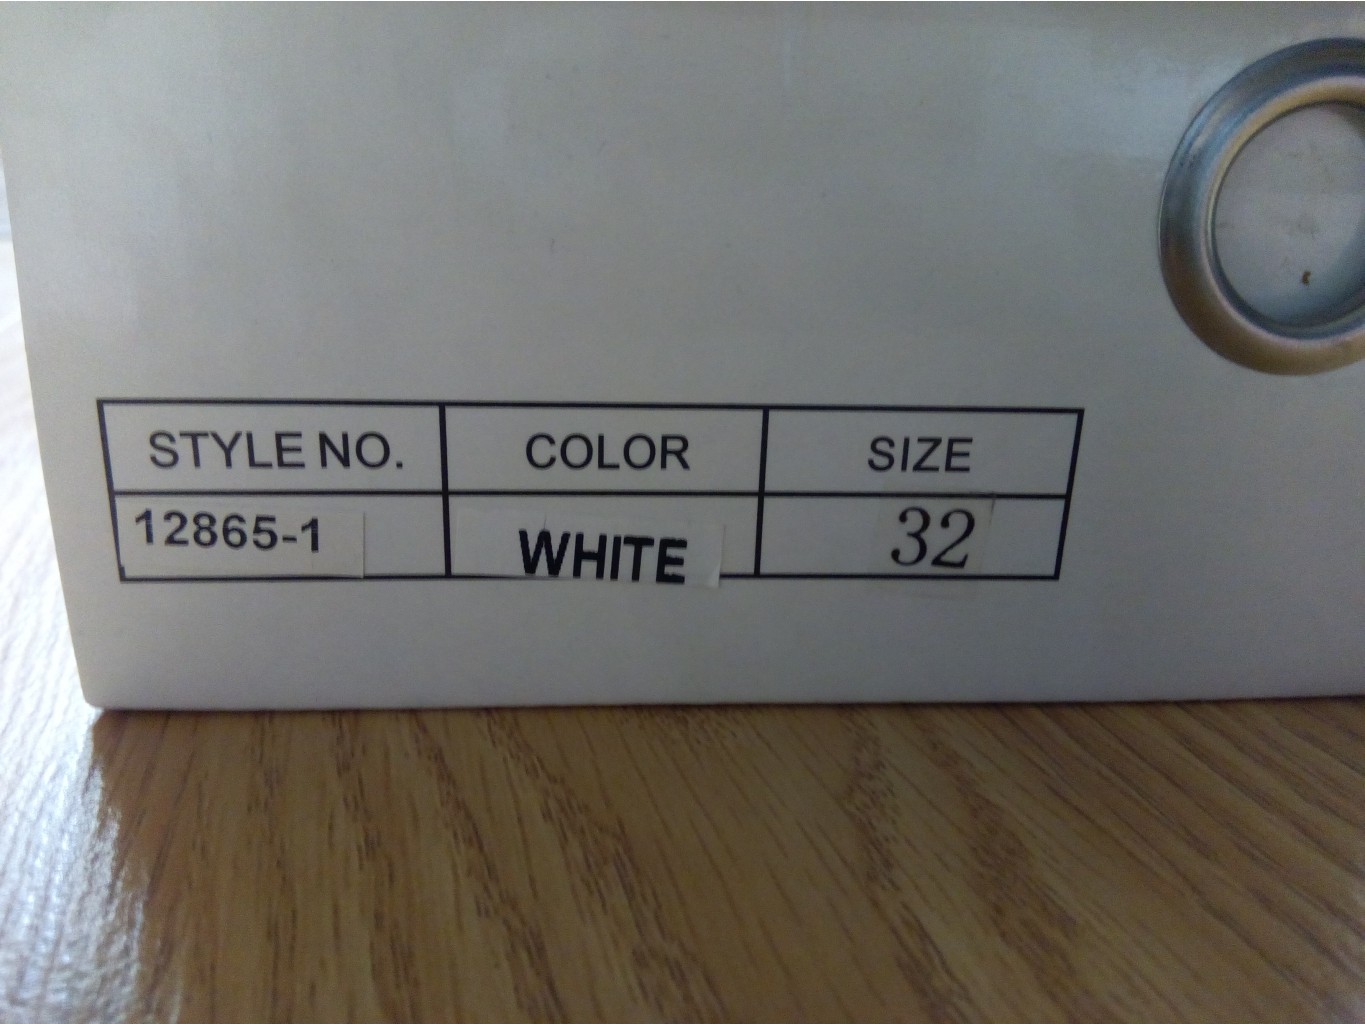 STYLE NO. COLOR SIZE
12865-1 WHITE 32